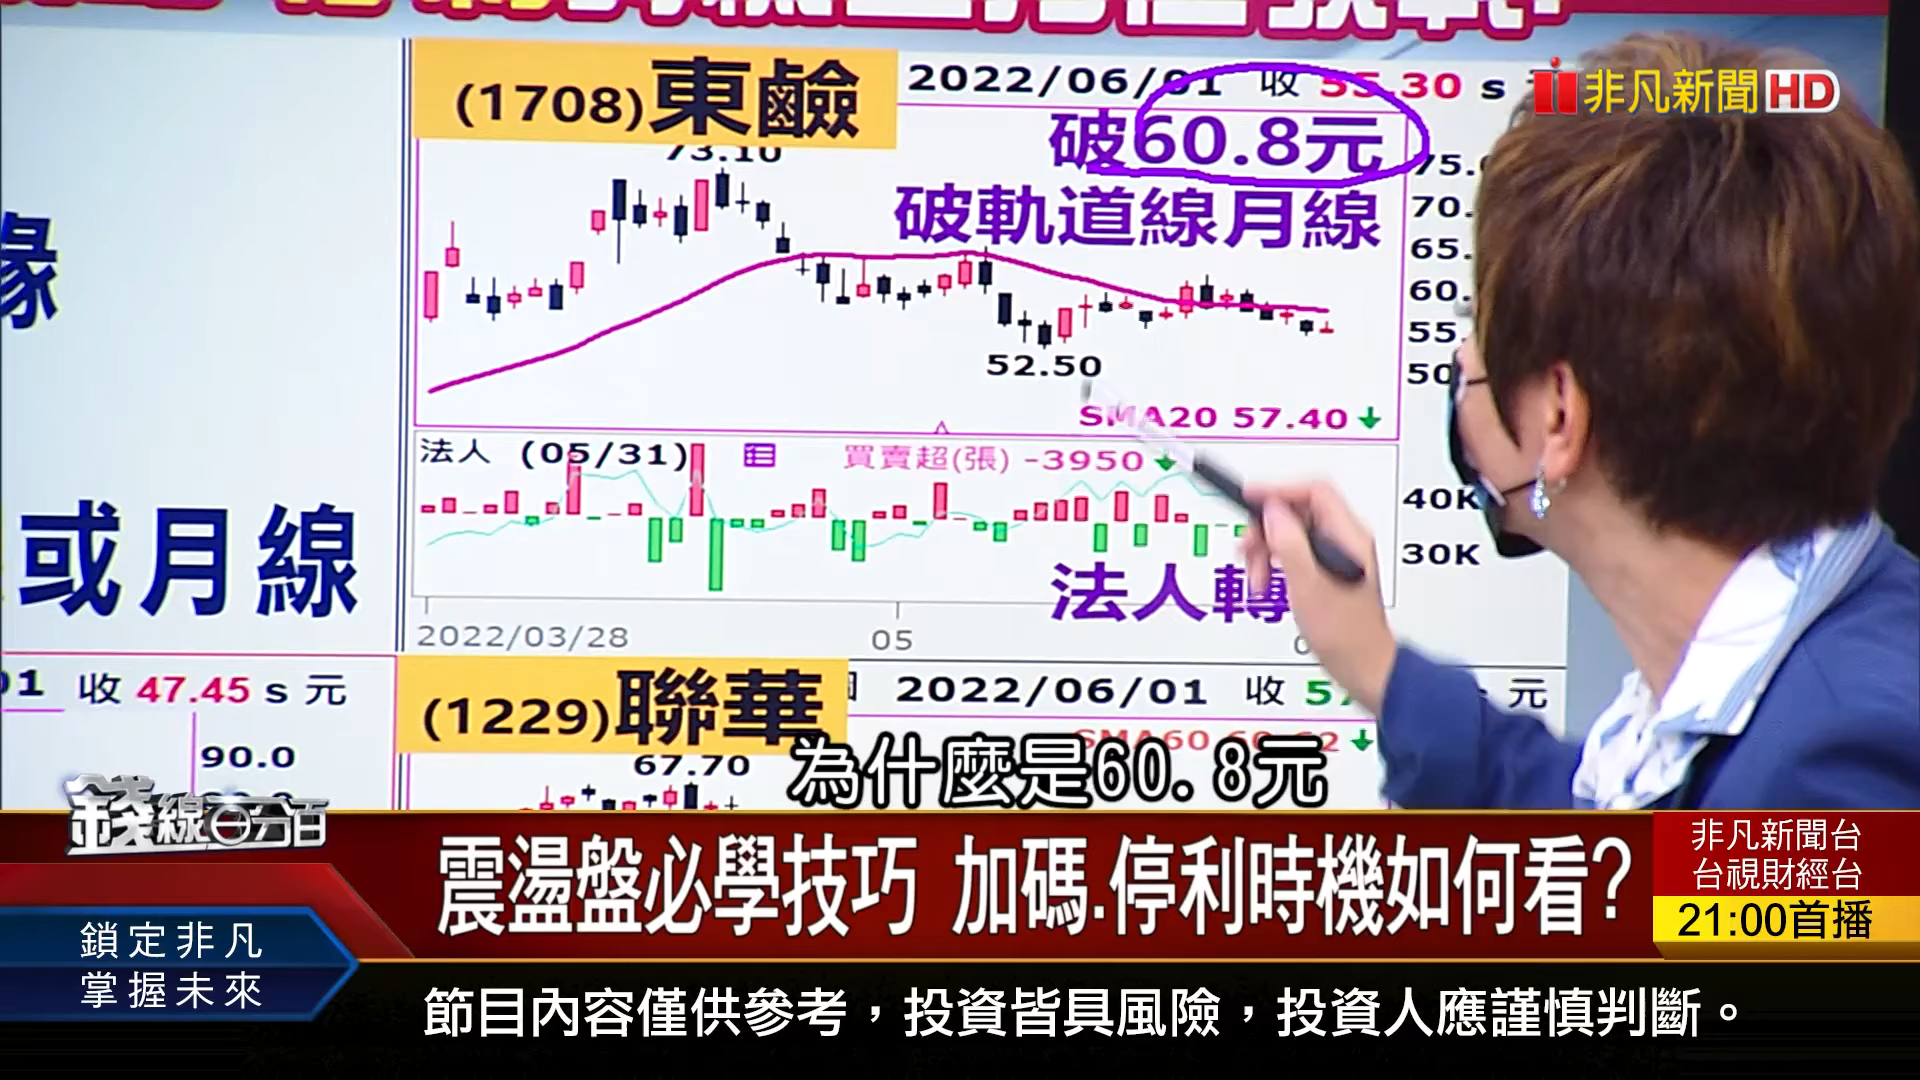 (1708)東鹼
2022/06/01 收 55.30 s
非凡新聞HD
破60.8元
破軌道線月線
73.10
75.
70.
65.
60.
55.
50
52.50
SMA20 57.40
緣
法人 (05/31)
買賣超(張) -3950
40K
30K
或月線
法人轉
2022/03/28
05
01 收 47.45 s 元
90.0
(1229)聯華
2022/06/01 收 57
元
67.70
SMA60 60.62
為什麼是60.8元
錢線百分百
震盪盤必學技巧 加碼.停利時機如何看?
非凡新聞台
台視財經台
21:00首播
鎖定非凡
掌握未來
節目內容僅供參考，投資皆具風險，投資人應謹慎判斷。